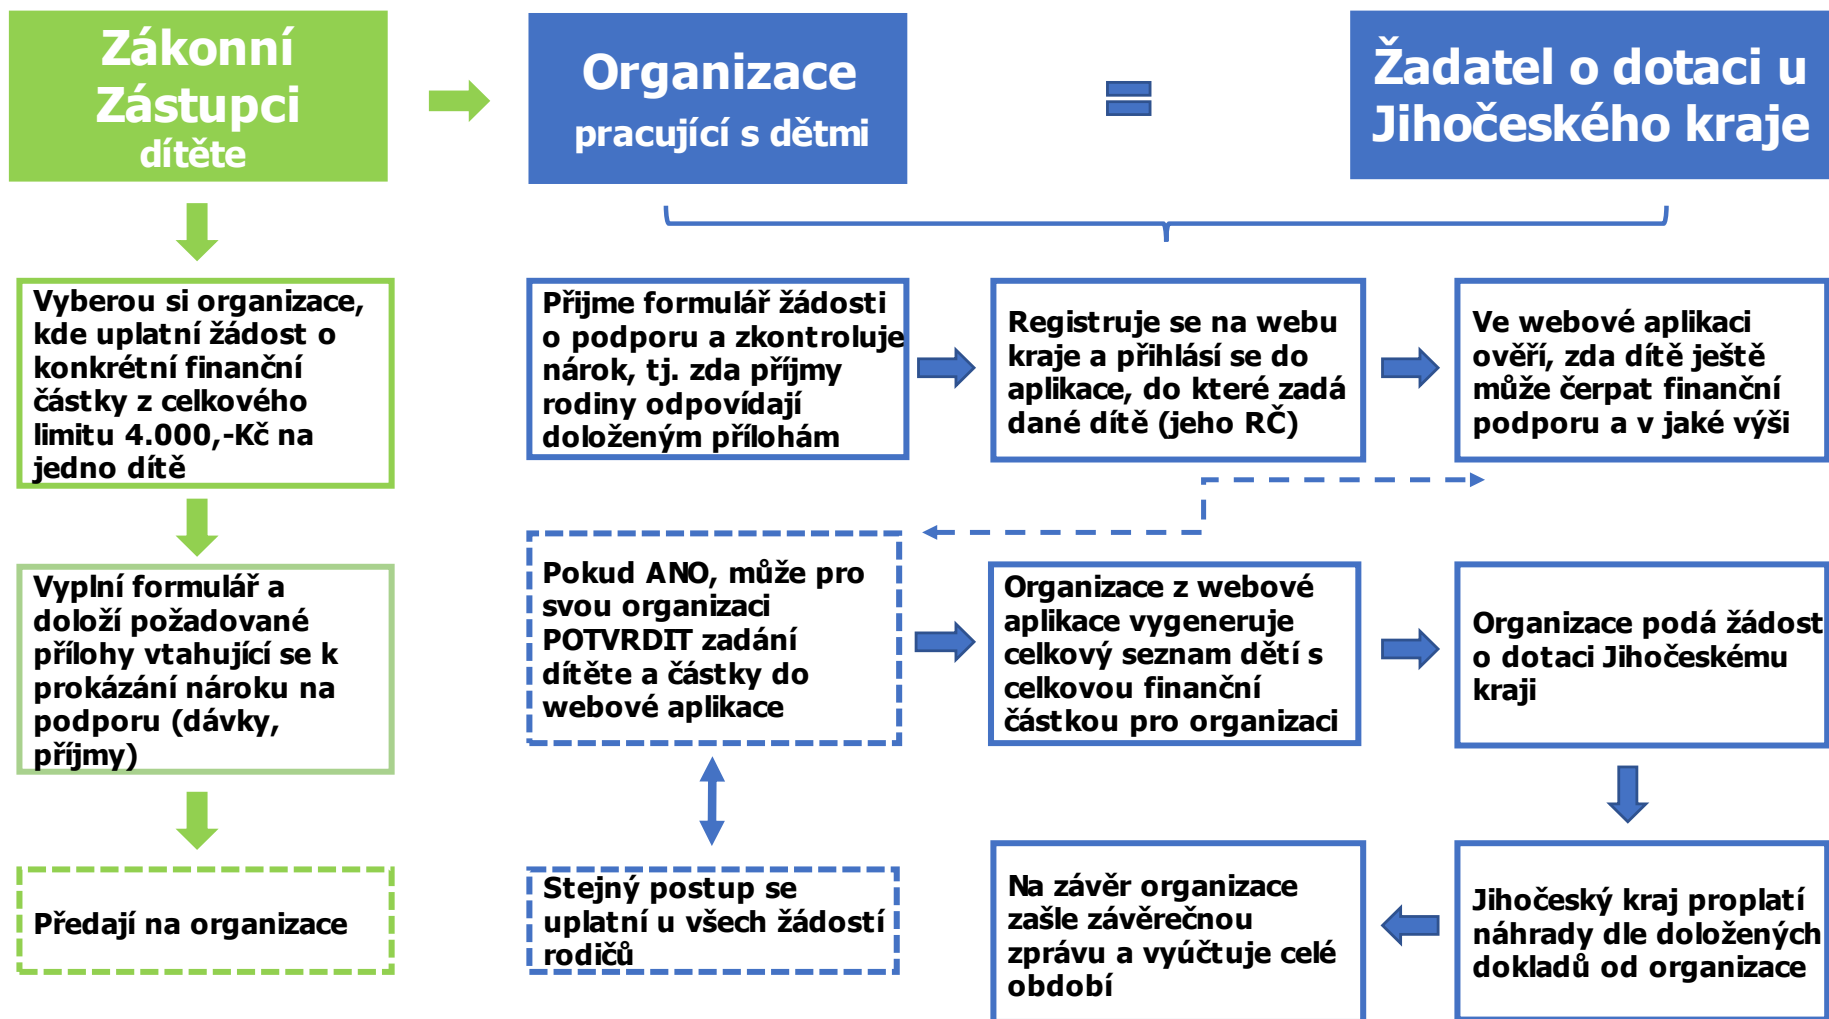 Zákonní
Zástupci
dítěte
Organizace
pracující s dětmi
Žadatel o dotaci u
Jihočeského kraje
Vyberou si organizace,
kde uplatní žádost o
konkrétní finanční
částky z celkového
limitu 4.000,-Kč na
jedno dítě
Přijme formulář žádosti
o podporu a zkontroluje
nárok, tj. zda příjmy
rodiny odpovídají
doloženým přílohám
Registruje se na webu
kraje a přihlásí se do
aplikace, do které zadá
dané dítě (jeho RČ)
Ve webové aplikaci
ověří, zda dítě ještě
může čerpat finanční
podporu a v jaké výši
Vyplní formulář a
doloží požadované
přílohy vtahující se k
prokázání nároku na
podporu (dávky,
příjmy)
Pokud ANO, může pro
svou organizaci
POTVRDIT zadání
dítěte a částky do
webové aplikace
Organizace z webové
aplikace vygeneruje
celkový seznam dětí s
celkovou finanční
částkou pro organizaci
Organizace podá žádost
o dotaci Jihočeskému
kraji
Předají na organizace
Stejný postup se
uplatní u všech žádostí
rodičů
Na závěr organizace
zašle závěrečnou
zprávu a vyúčtuje celé
období
Jihočeský kraj proplatí
náhrady dle doložených
dokladů od organizace